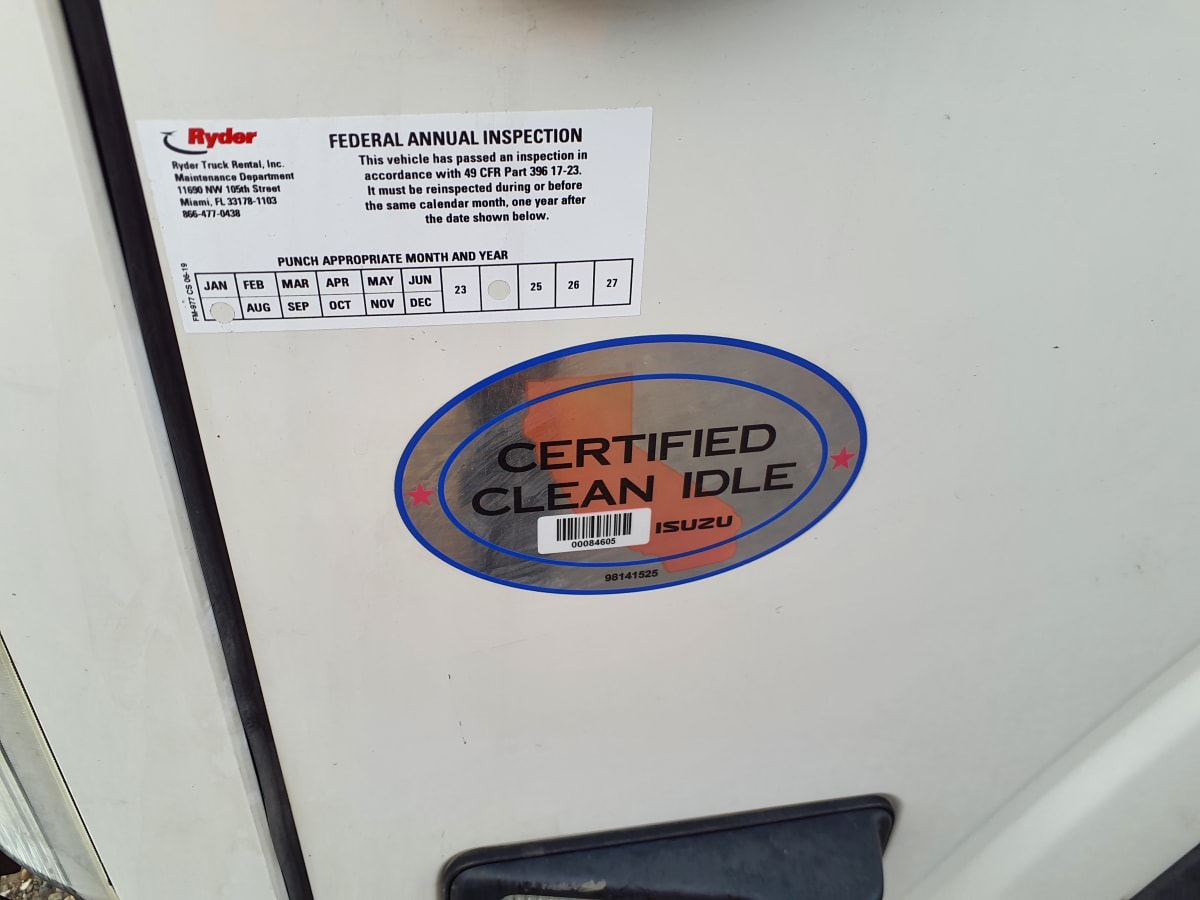 Ryder
Ryder Truck Rental, Inc.
Maintenance Department
11690 NW 105th Street
Miami, FL 33178-1103
866-477-0438
FEDERAL ANNUAL INSPECTION
This vehicle has passed an inspection in
accordance with 49 CFR Part 396 17-23.
It must be reinspected during or before
the same calendar month, one year after
the date shown below.
PUNCH APPROPRIATE MONTH AND YEAR
FM-977 CS 06-19
JAN FEB MAR APR MAY JUN 23 25 26 27
AUG SEP OCT NOV DEC
CERTIFIED
CLEAN IDLE
ISUZU
00084605
98141525